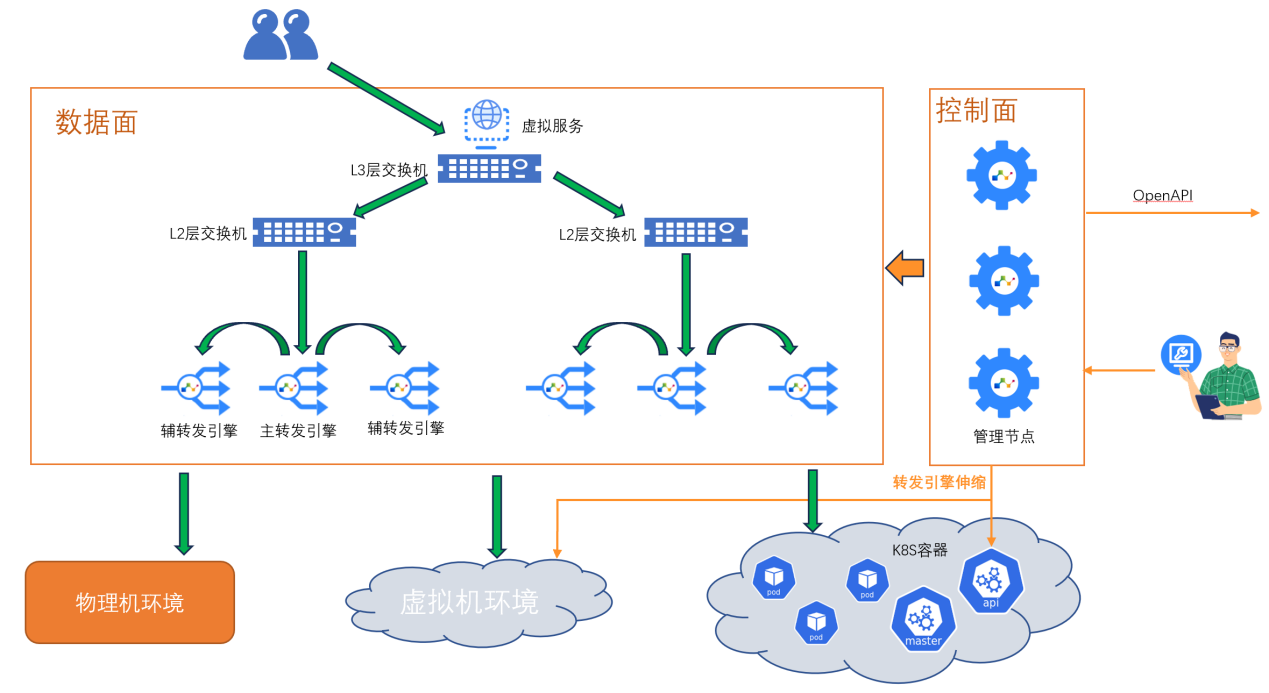 数据面
虚拟服务
L3层交换机
L2层交换机
L2层交换机
辅转发引擎
主转发引擎
辅转发引擎
控制面
管理节点
OpenAPI
转发引擎伸缩
物理机环境
虚拟机环境
K8S容器
pod
pod
pod
api
master